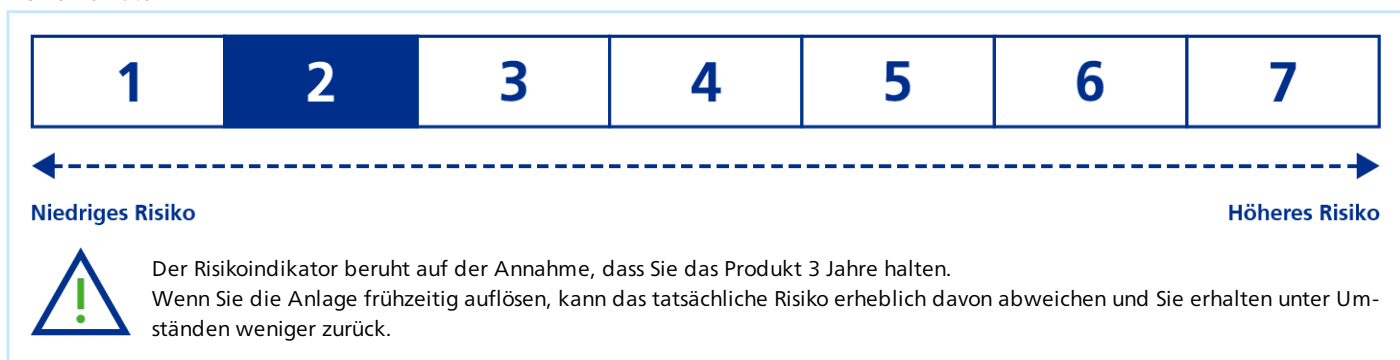 1 2 3 4 5 6 7
Niedriges Risiko Höheres Risiko
Der Risikoindikator beruht auf der Annahme, dass Sie das Produkt 3 Jahre halten.
Wenn Sie die Anlage frühzeitig auflösen, kann das tatsächliche Risiko erheblich davon abweichen und Sie erhalten unter Um-
ständen weniger zurück.